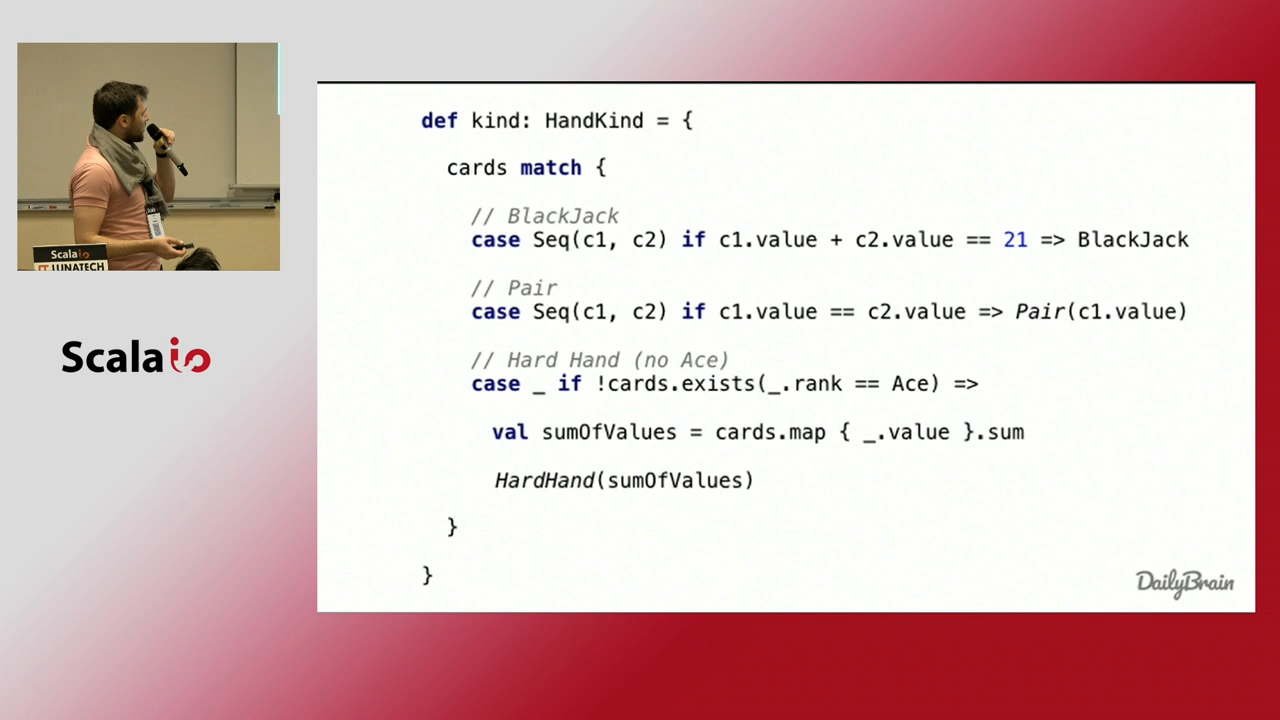 Scalaio
LUNATECH
Scalaio
def kind: HandKind = {
cards match {
// BlackJack
case Seq(c1, c2) if c1.value + c2.value == 21 => BlackJack
// Pair
case Seq(c1, c2) if c1.value == c2.value => Pair(c1.value)
// Hard Hand (no Ace)
case _ if !cards.exists(_.rank == Ace) =>
val sumOfValues = cards.map { _.value }.sum
HardHand(sumOfValues)
}
}
DailyBrain